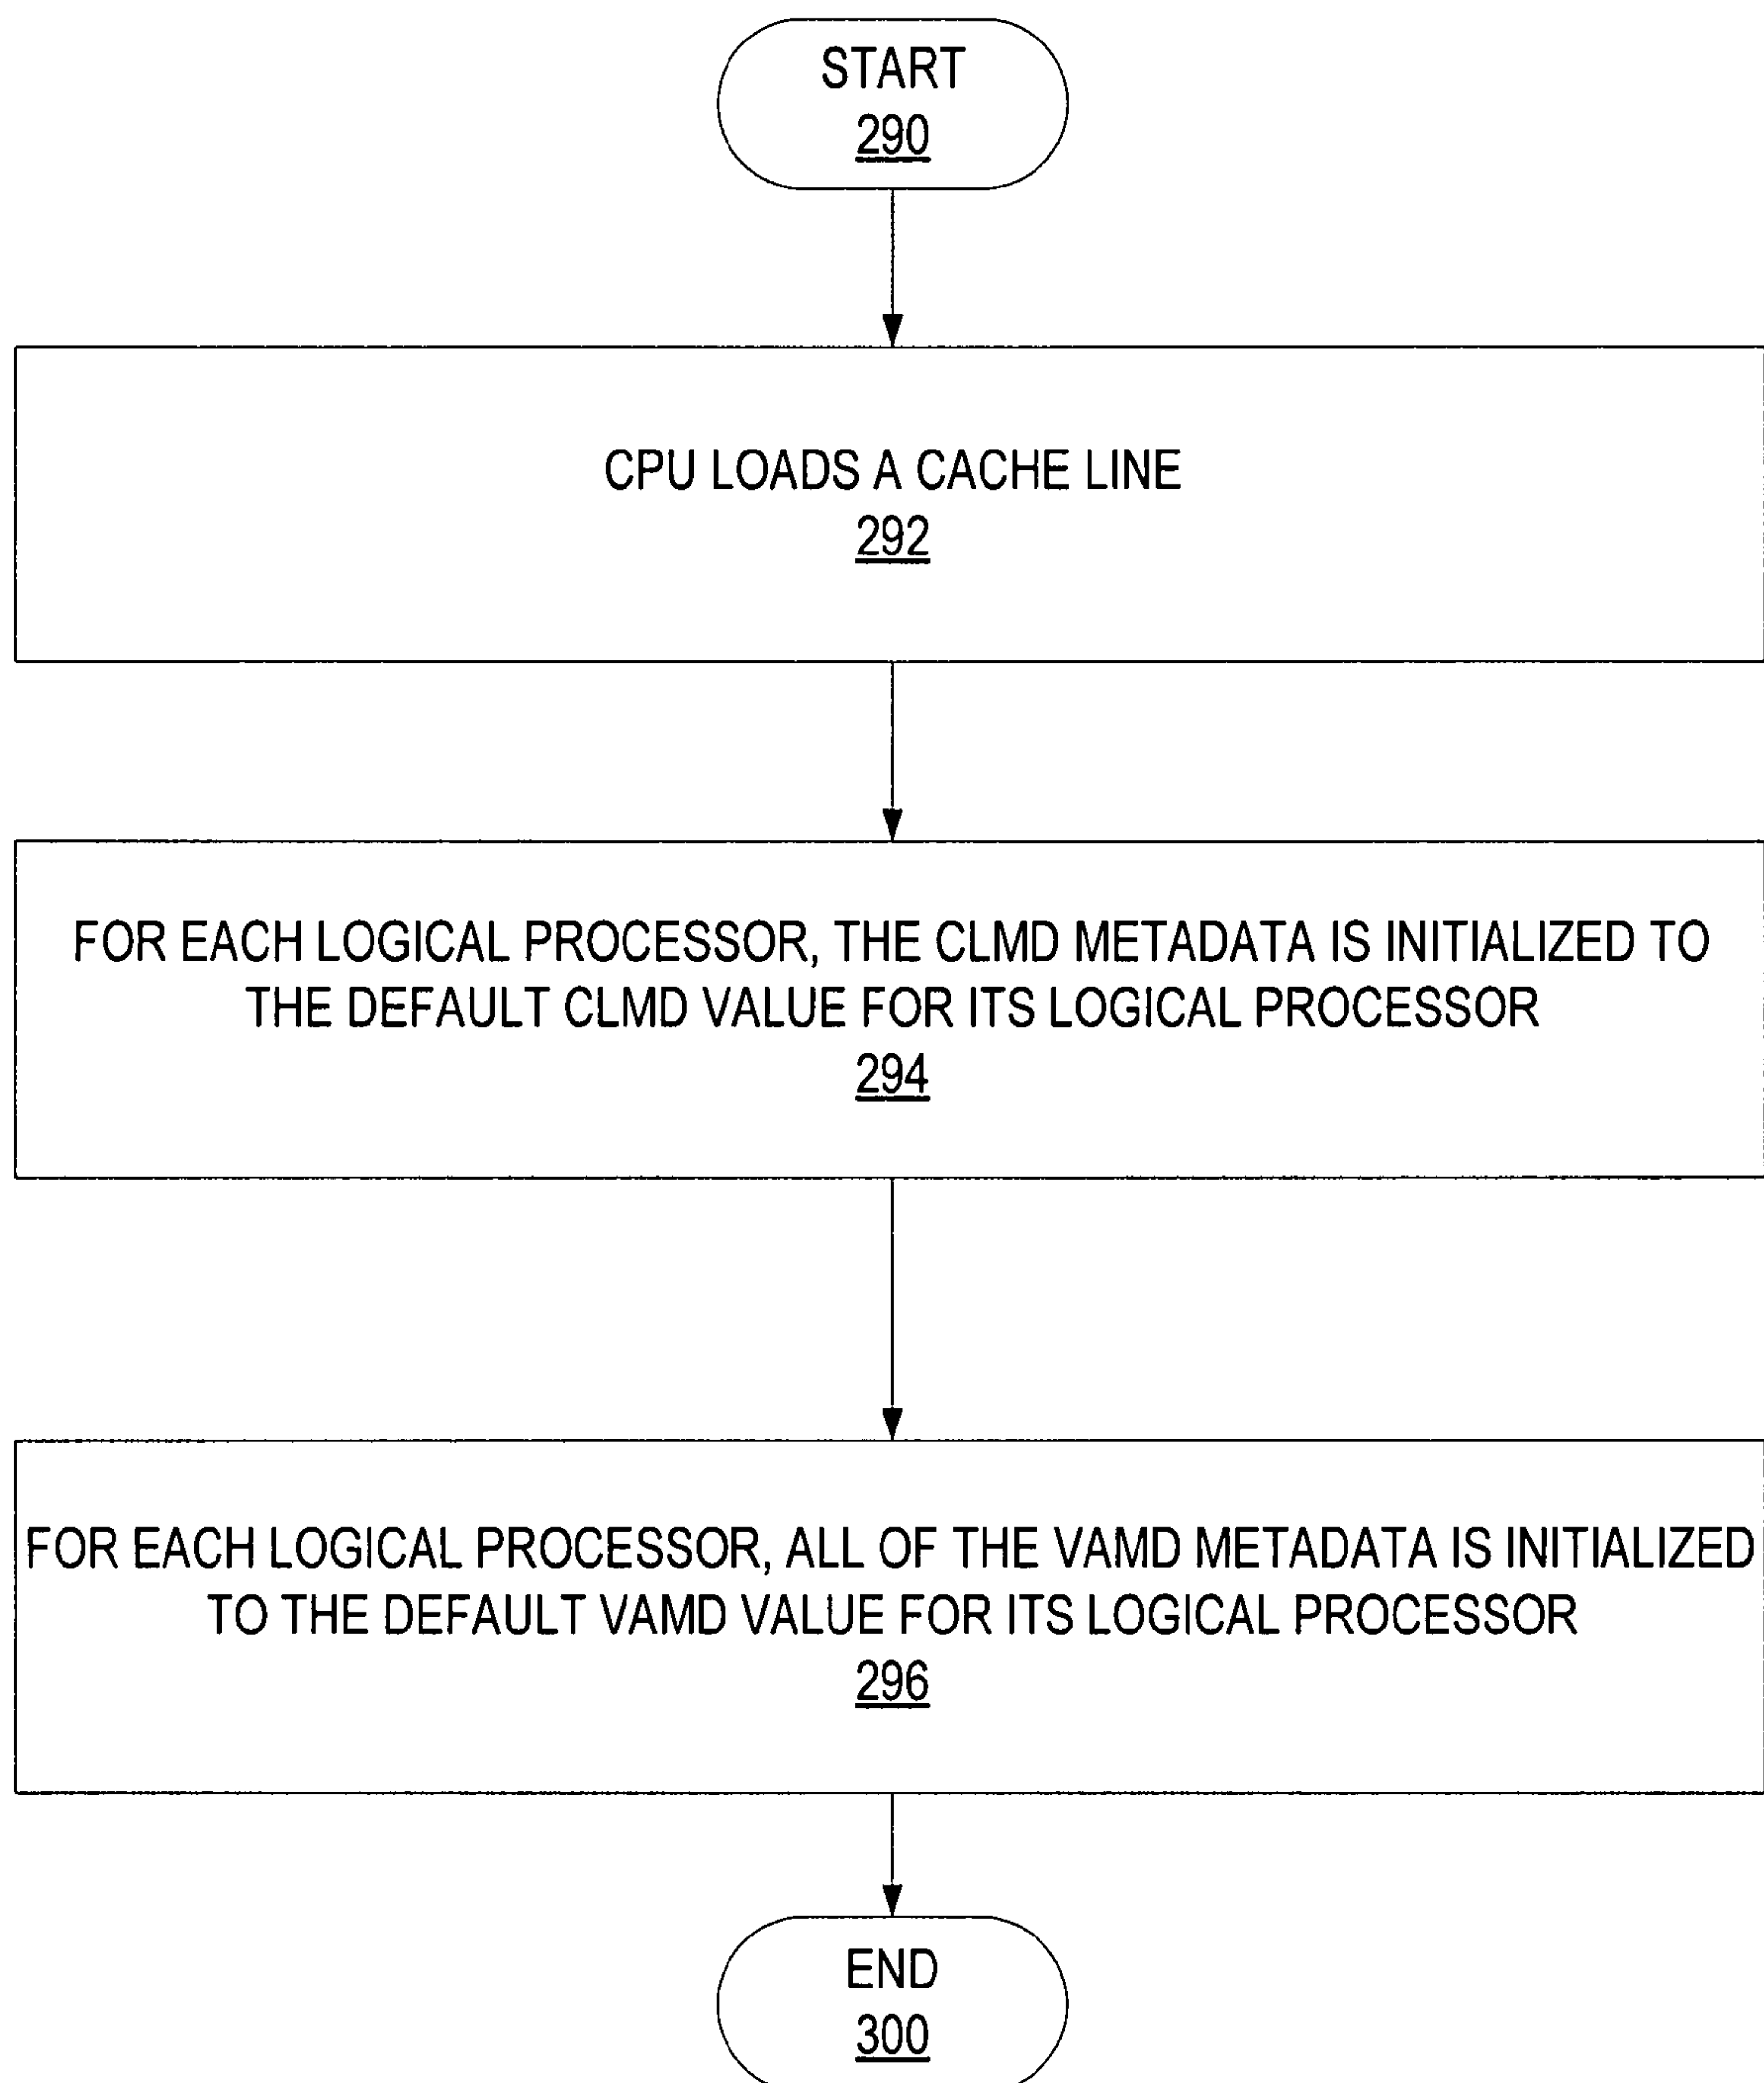 START
290
CPU LOADS A CACHE LINE
292
FOR EACH LOGICAL PROCESSOR, THE CLMD METADATA IS INITIALIZED TO
THE DEFAULT CLMD VALUE FOR ITS LOGICAL PROCESSOR
294
FOR EACH LOGICAL PROCESSOR, ALL OF THE VAMD METADATA IS INITIALIZED
TO THE DEFAULT VAMD VALUE FOR ITS LOGICAL PROCESSOR
296
END
300